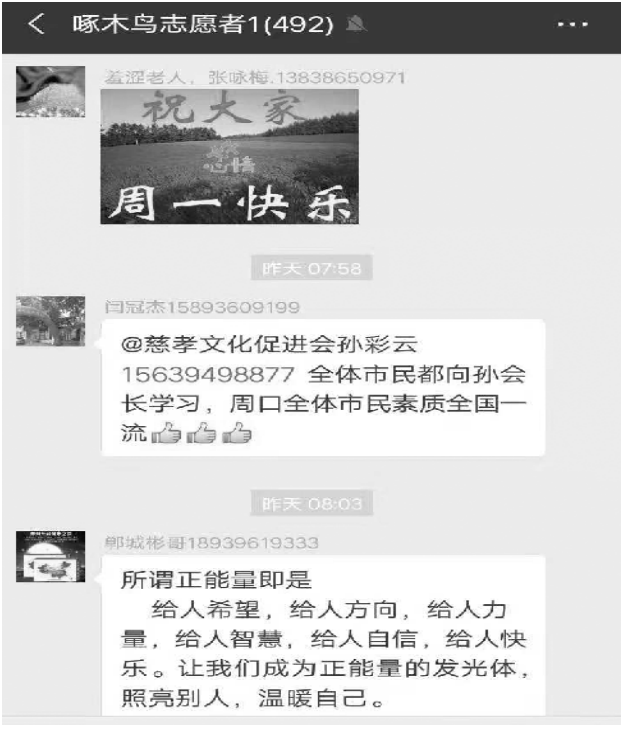 啄木鸟志愿者1(492)
羞涩老人，张咏梅.13838650971
祝大家
心情
周一快乐
昨天 07:58
闫冠杰15893609199
@慈孝文化促进会孙彩云
15639498877 全体市民都向孙会
长学习，周口全体市民素质全国一
流👍👍👍
昨天 08:03
郸城彬哥18939619333
所谓正能量即是
给人希望，给人方向，给人力
量，给人智慧，给人自信，给人快
乐。让我们成为正能量的发光体，
照亮别人，温暖自己。